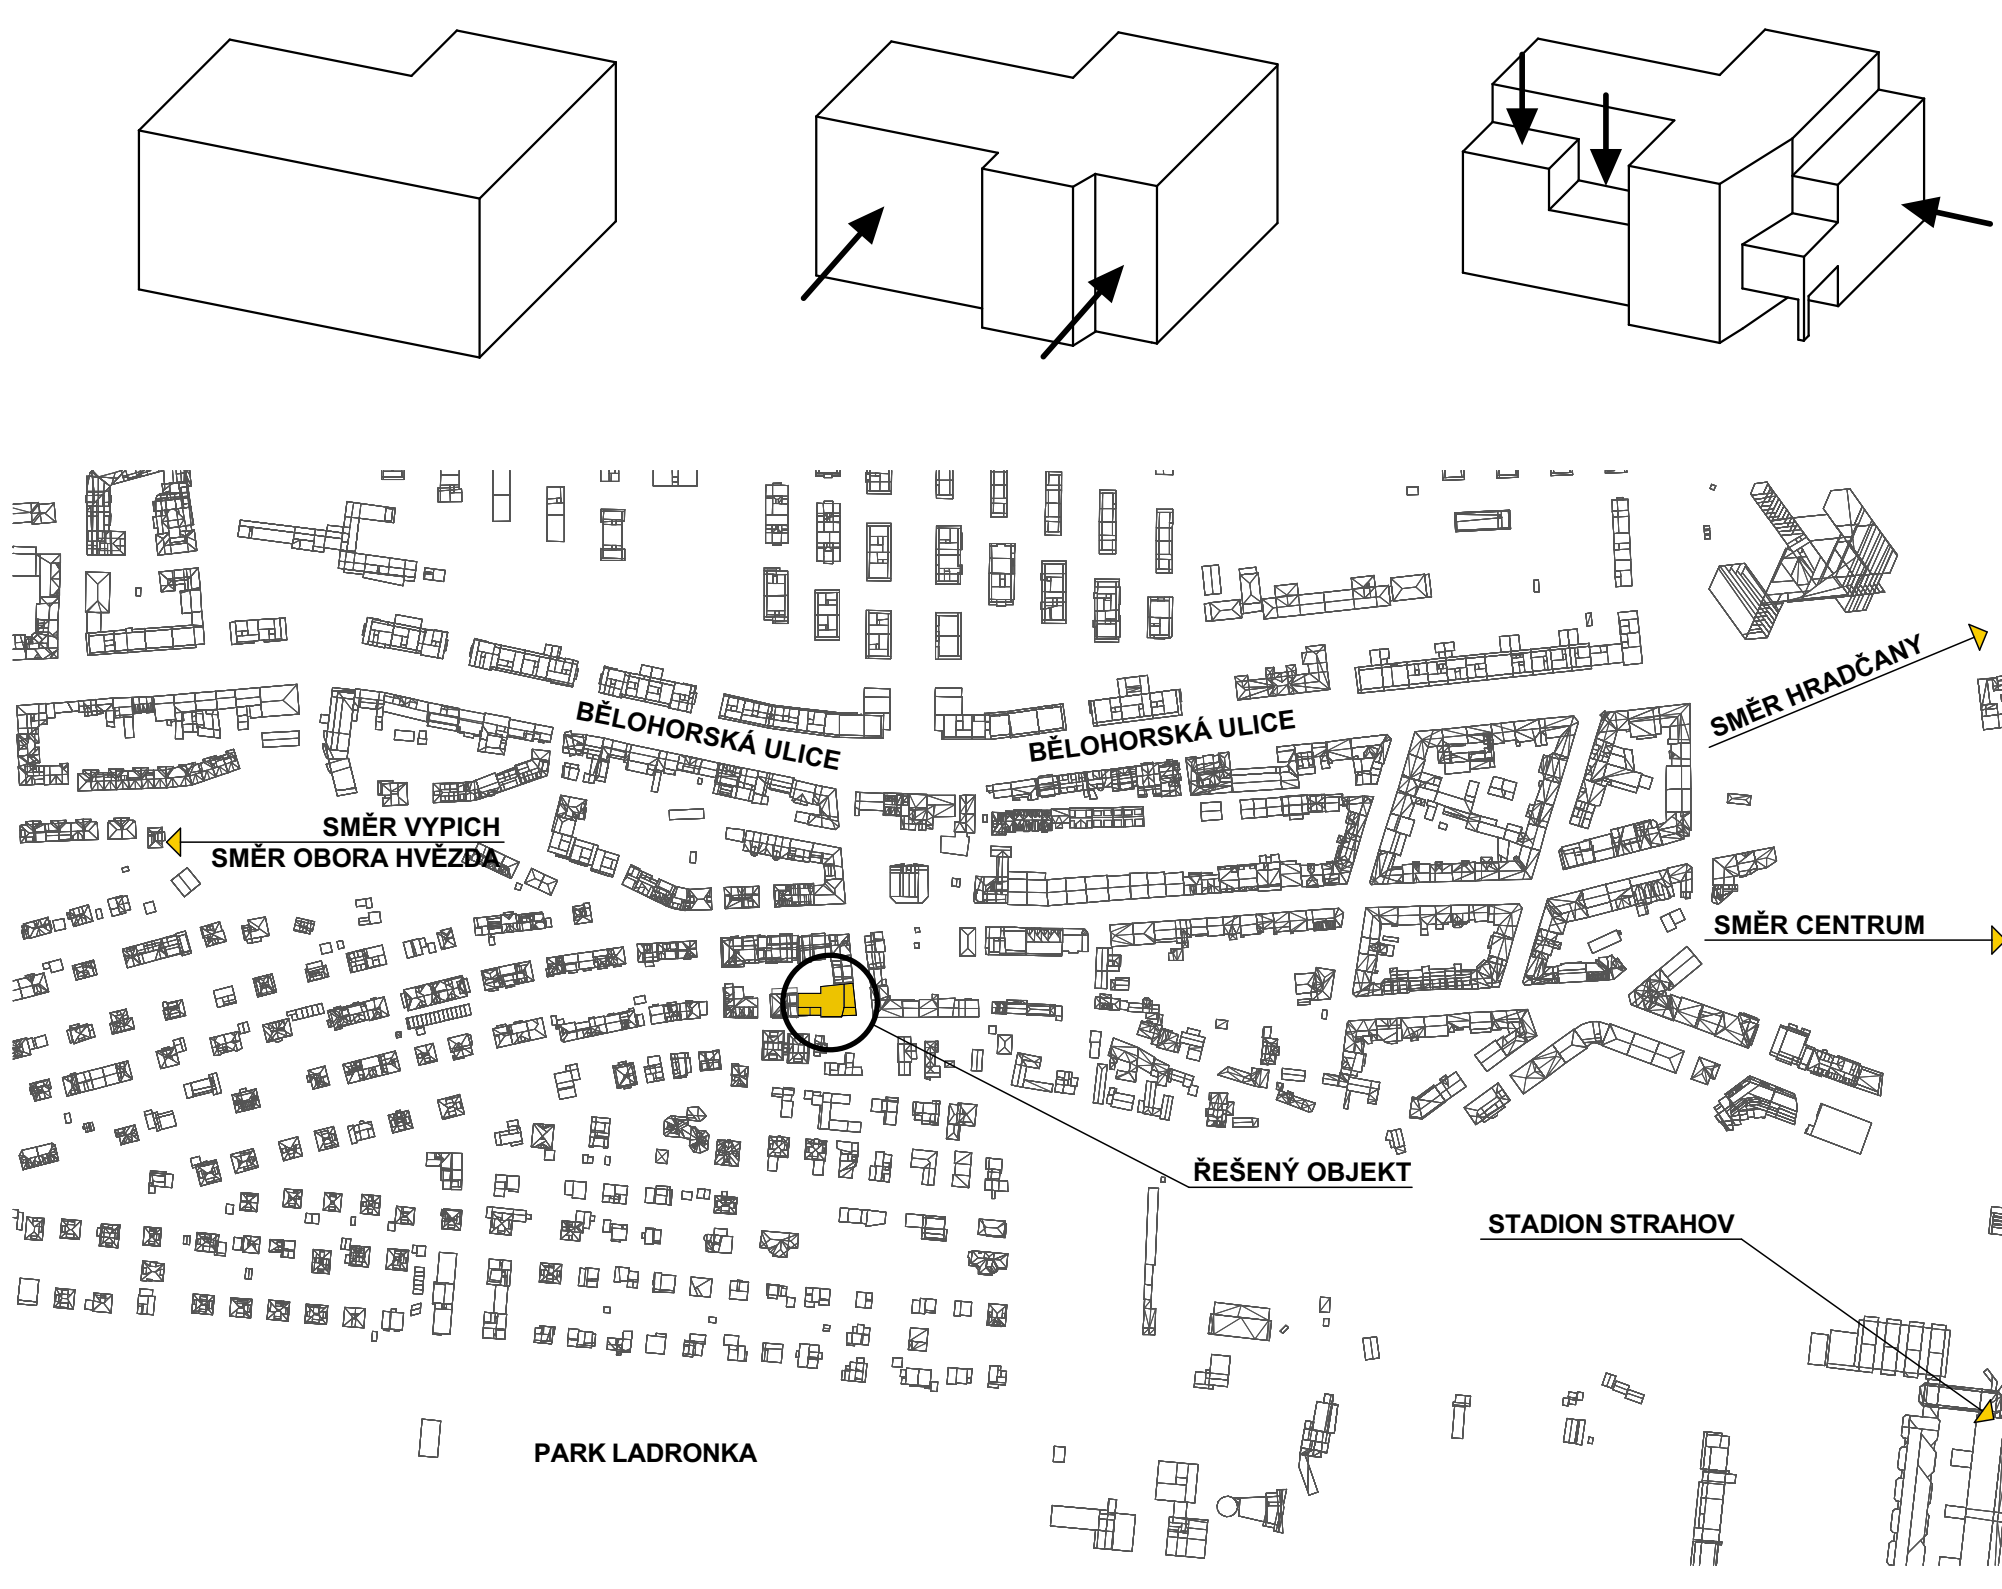 SMĚR HRADČANY
BĚLOHORSKÁ ULICE
BĚLOHORSKÁ ULICE
SMĚR VYPICH
SMĚR OBORA HVĚZDA
SMĚR CENTRUM
ŘEŠENÝ OBJEKT
STADION STRAHOV
PARK LADRONKA